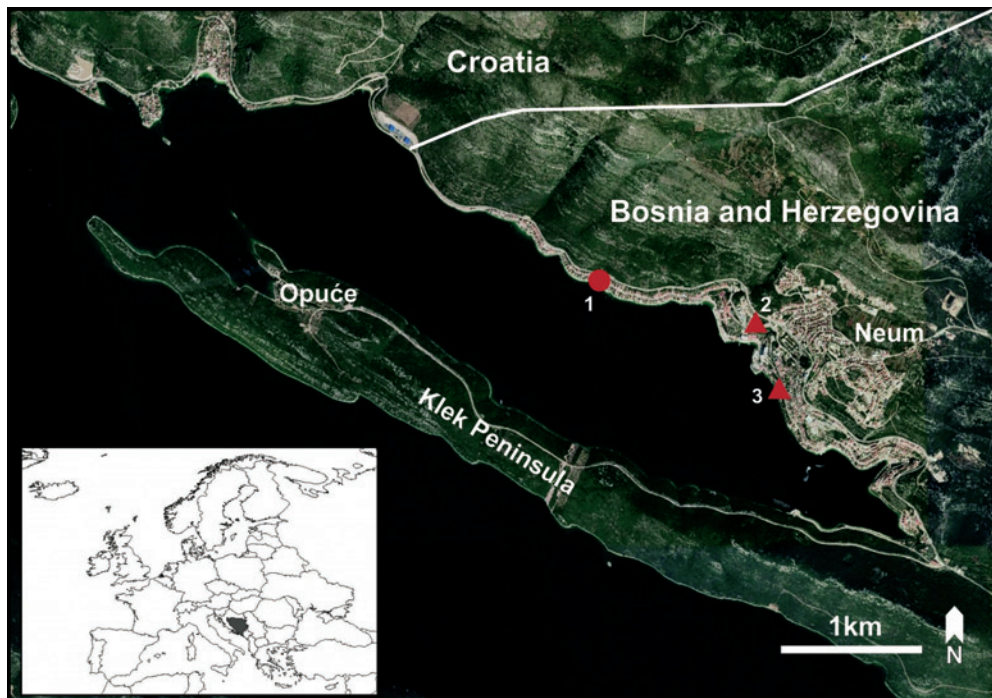 Croatia
Bosnia and Herzegovina
Opuće
1
2
Neum
3
Klek Peninsula
1km
N